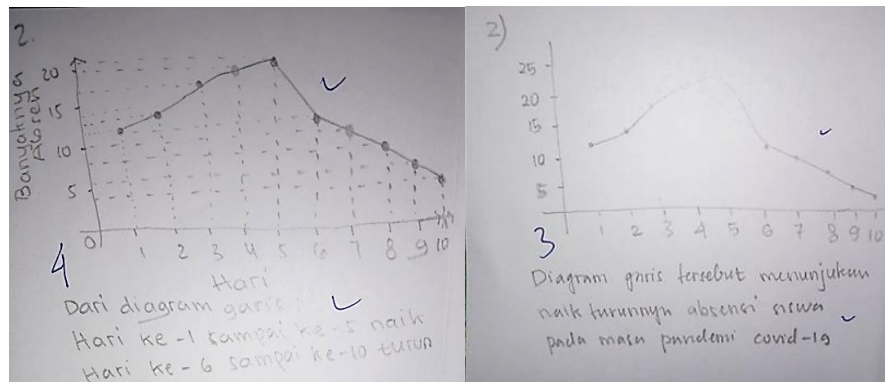 2.
Banyaknya
Absen
20
15
10
5
0 1 2 3 4 5 6 7 8 9 10
Hari
4
Dari diagram garis :
Hari ke-1 sampai ke-5 naik
Hari ke-6 sampai ke-10 turun
2)
25
20
15
10
5
1 2 3 4 5 6 7 8 9 10
3
Diagram garis tersebut menunjukan
naik turunnya absensi siswa
pada masa pandemi covid-19